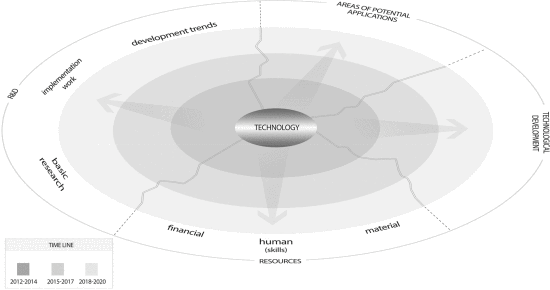 AREAS OF POTENTIAL
APPLICATIONS
development trends
implementation
work
R&D
TECHNOLOGY
TECHNOLOGICAL
DEVELOPMENT
basic
research
financial
human
(skills)
material
RESOURCES
TIME LINE
2012-2014 2015-2017 2018-2020